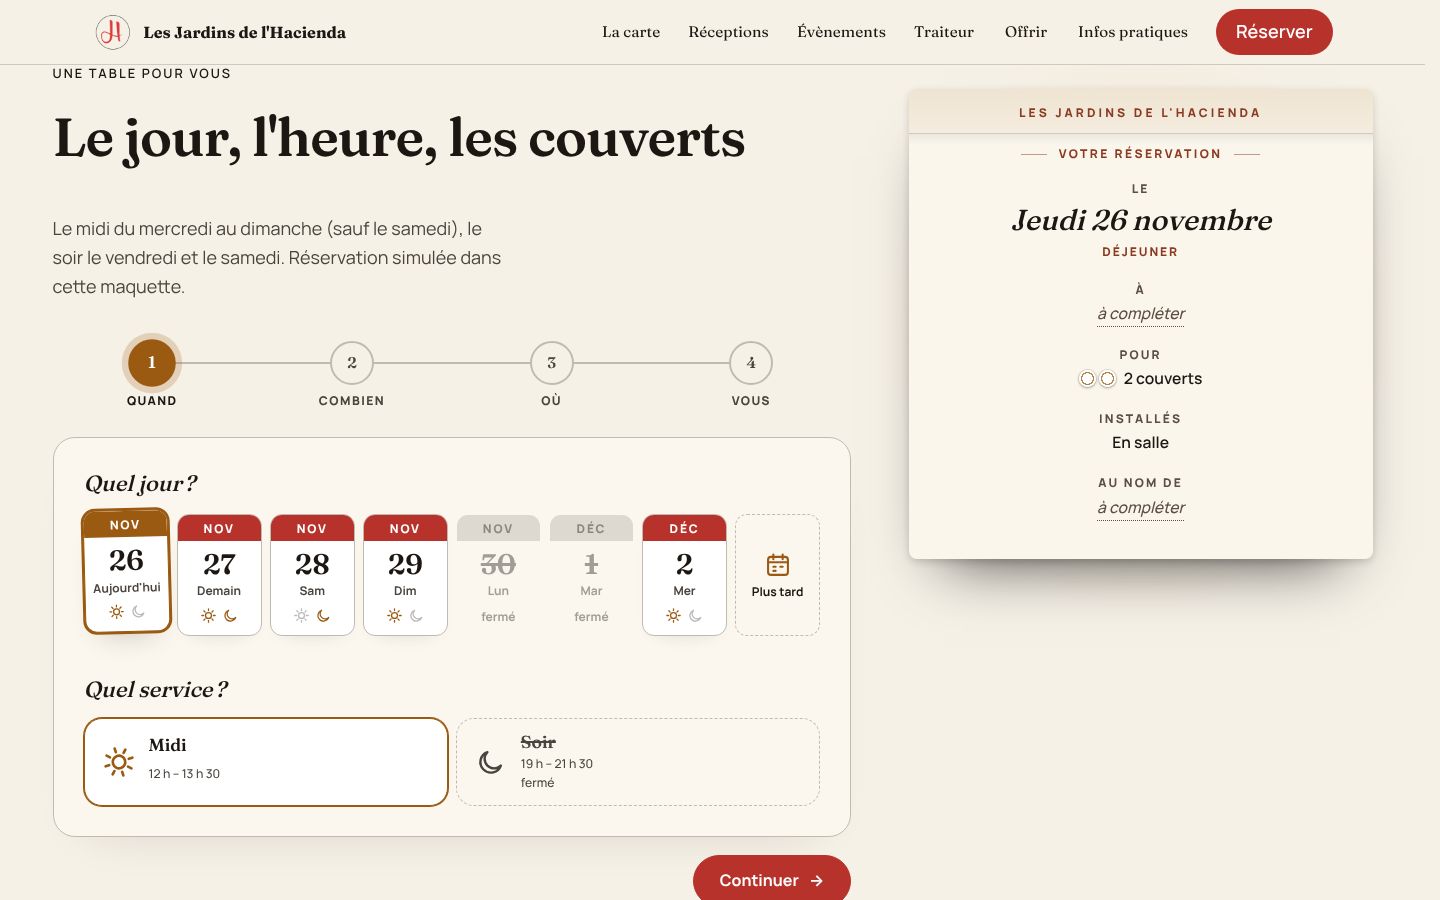 Les Jardins de l'Hacienda
La carte
Réceptions
Évènements
Traiteur
Offrir
Infos pratiques
Réserver
UNE TABLE POUR VOUS
Le jour, l'heure, les couverts
Le midi du mercredi au dimanche (sauf le samedi), le
soir le vendredi et le samedi. Réservation simulée dans
cette maquette.
1
QUAND
2
COMBIEN
3
OÙ
4
VOUS
Quel jour ?
NOV
26
Aujourd'hui
NOV
27
Demain
NOV
28
Sam
NOV
29
Dim
NOV
30
Lun
fermé
DÉC
1
Mar
fermé
DÉC
2
Mer
Plus tard
Quel service ?
Midi
12 h – 13 h 30
Soir
19 h – 21 h 30
fermé
Continuer →
LES JARDINS DE L'HACIENDA
VOTRE RÉSERVATION
LE
Jeudi 26 novembre
DÉJEUNER
À
à compléter
POUR
2 couverts
INSTALLÉS
En salle
AU NOM DE
à compléter